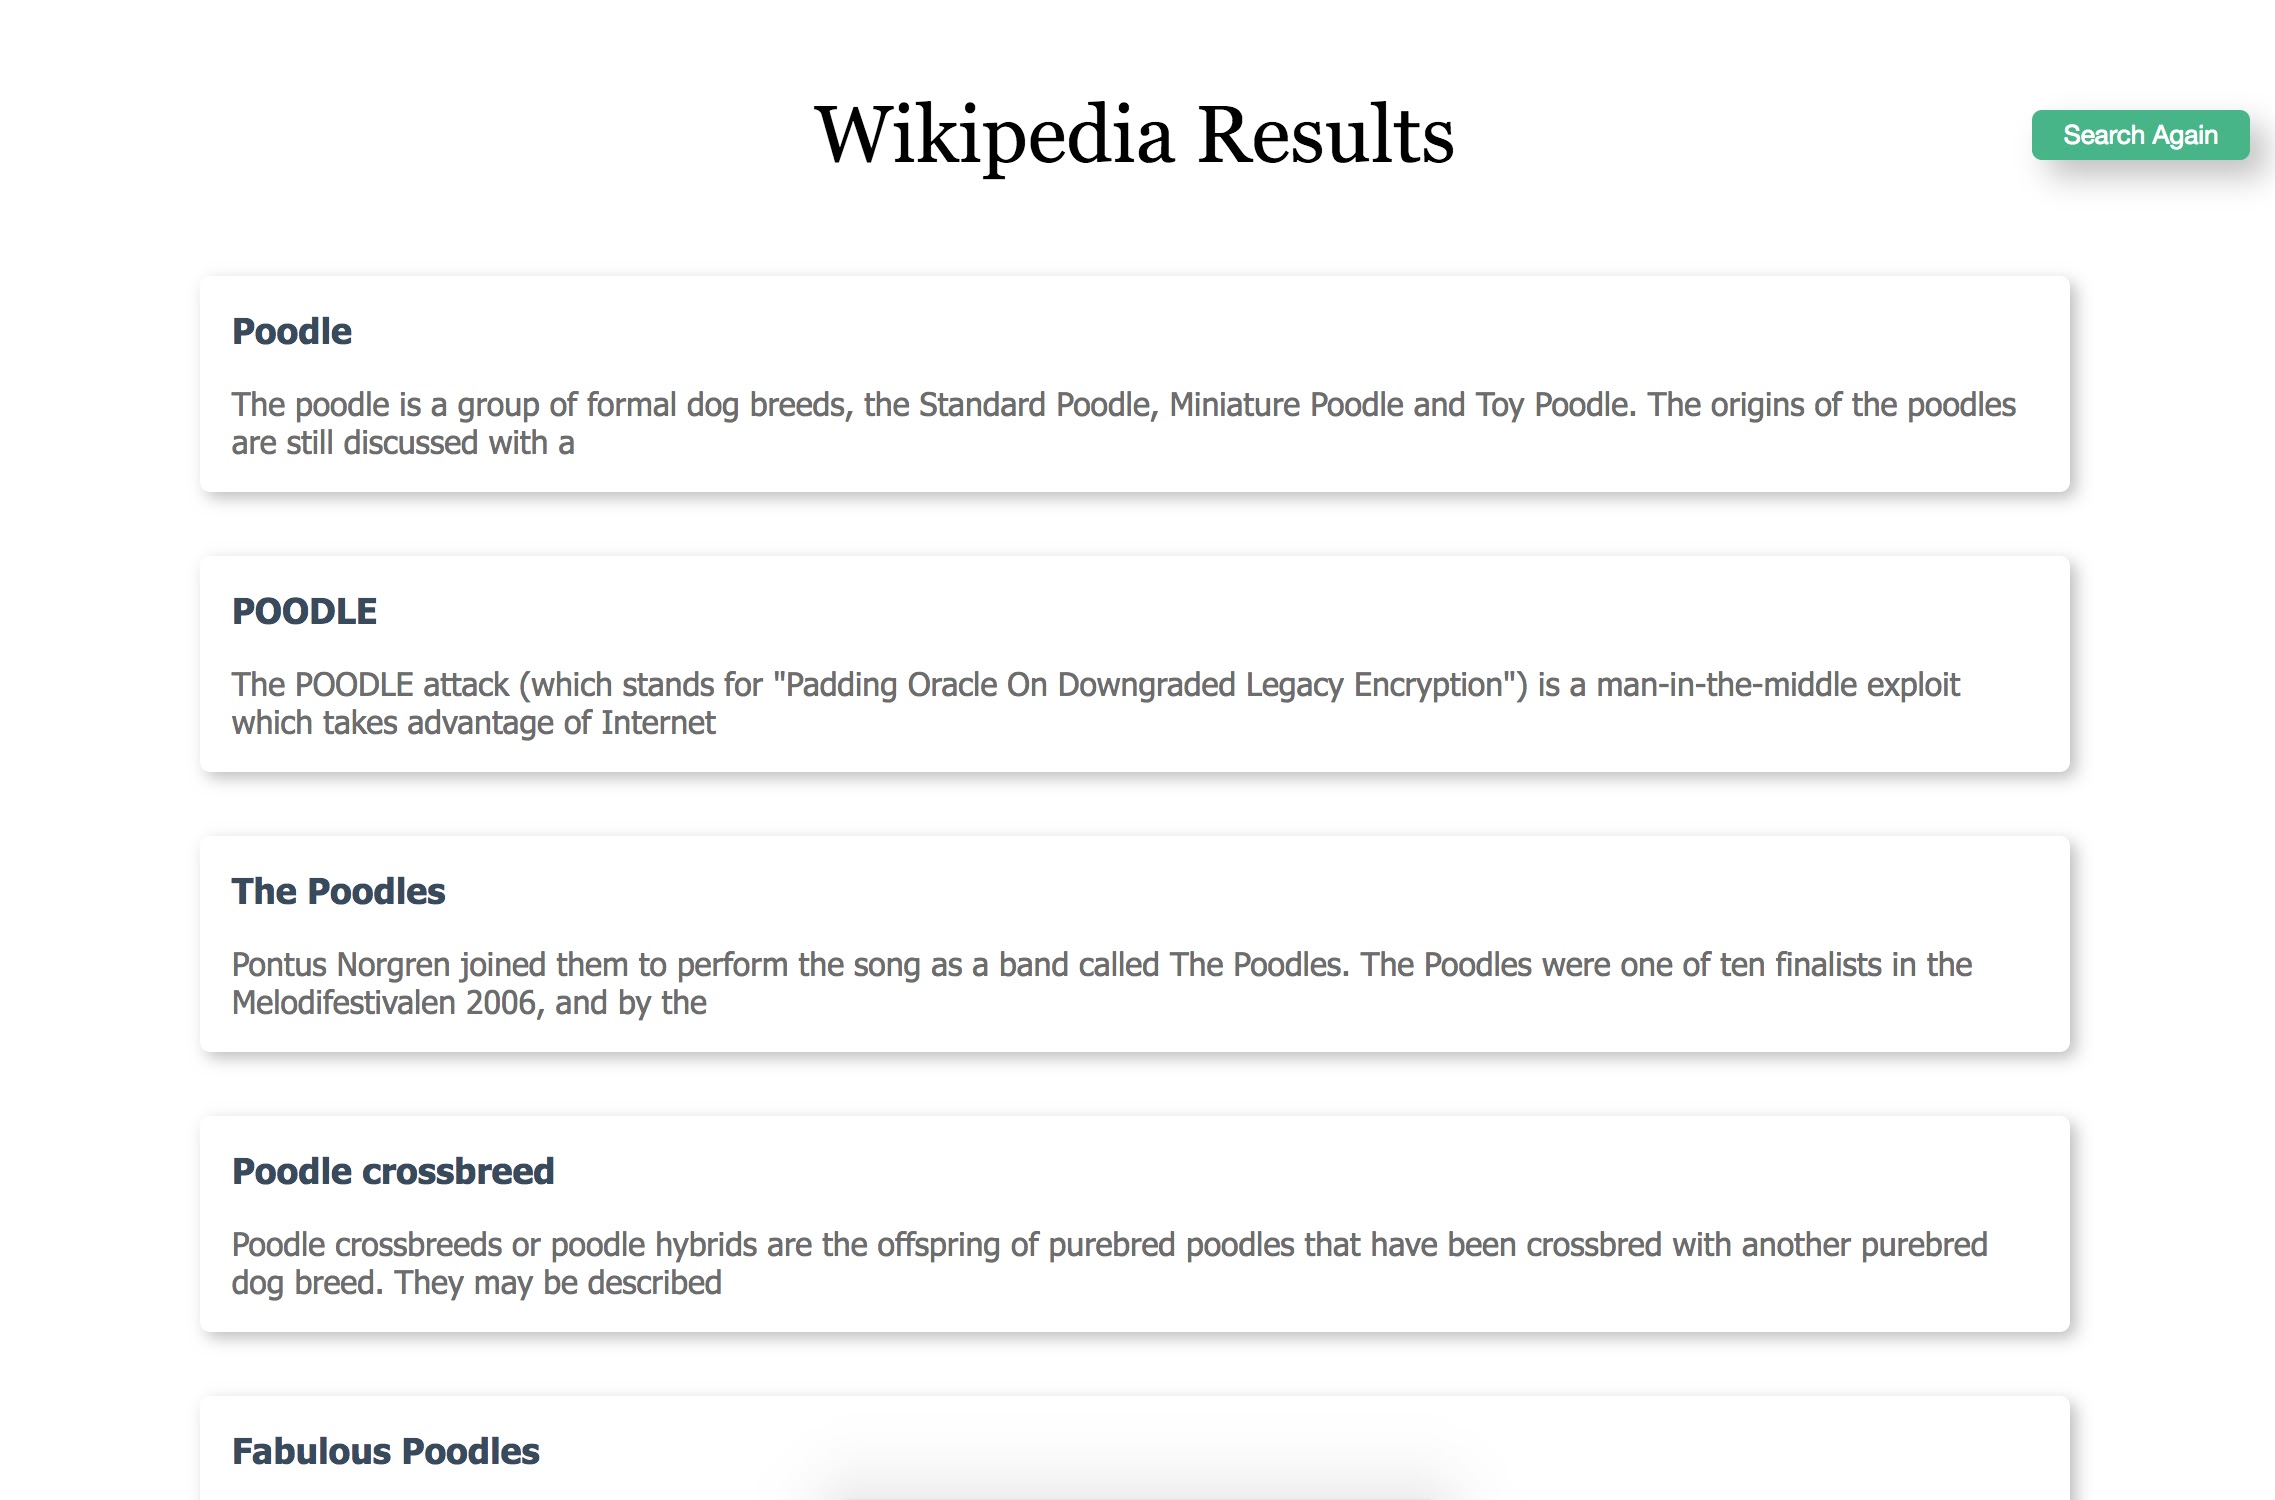 Wikipedia Results
Search Again
Poodle
The poodle is a group of formal dog breeds, the Standard Poodle, Miniature Poodle and Toy Poodle. The origins of the poodles
are still discussed with a
POODLE
The POODLE attack (which stands for "Padding Oracle On Downgraded Legacy Encryption") is a man-in-the-middle exploit
which takes advantage of Internet
The Poodles
Pontus Norgren joined them to perform the song as a band called The Poodles. The Poodles were one of ten finalists in the
Melodifestivalen 2006, and by the
Poodle crossbreed
Poodle crossbreeds or poodle hybrids are the offspring of purebred poodles that have been crossbred with another purebred
dog breed. They may be described
Fabulous Poodles